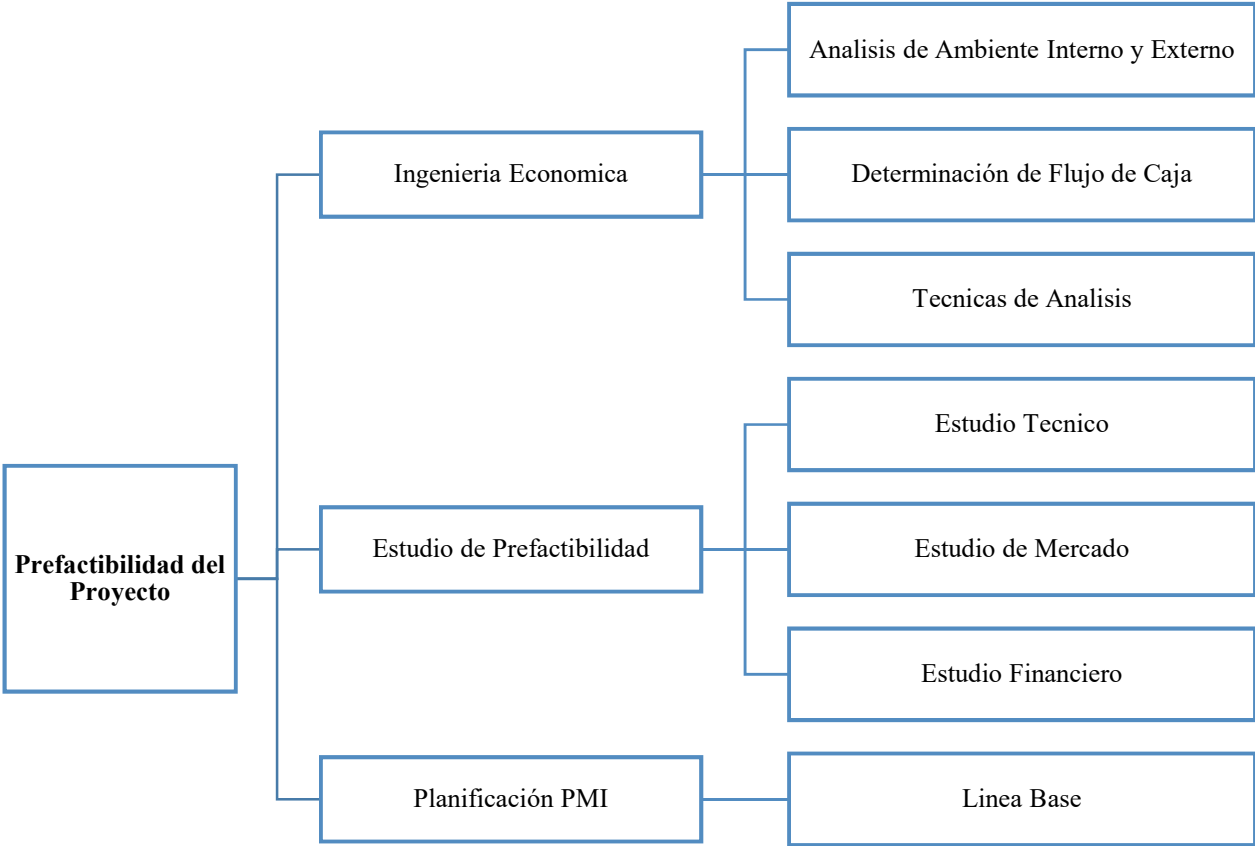 Prefactibilidad del
Proyecto
Ingenieria Economica
Analisis de Ambiente Interno y Externo
Determinación de Flujo de Caja
Tecnicas de Analisis
Estudio de Prefactibilidad
Estudio Tecnico
Estudio de Mercado
Estudio Financiero
Planificación PMI
Linea Base